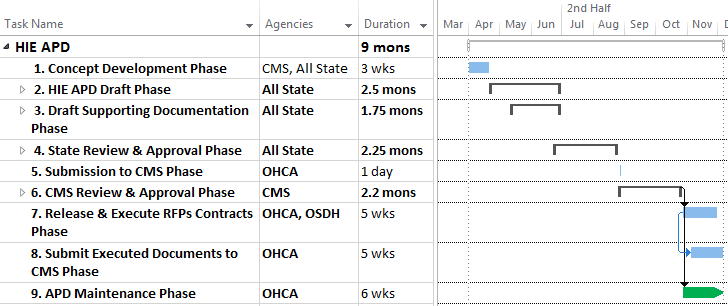 2nd Half
Task Name Agencies Duration Mar Apr May Jun Jul Aug Sep Oct Nov D
HIE APD 9 mons
1. Concept Development Phase CMS, All State 3 wks
2. HIE APD Draft Phase All State 2.5 mons
3. Draft Supporting Documentation All State 1.75 mons
Phase
4. State Review & Approval Phase All State 2.25 mons
5. Submission to CMS Phase OHCA 1 day
6. CMS Review & Approval Phase CMS 2.2 mons
7. Release & Execute RFPs Contracts OHCA, OSDH 5 wks
Phase
8. Submit Executed Documents to OHCA 5 wks
CMS Phase
9. APD Maintenance Phase OHCA 6 wks